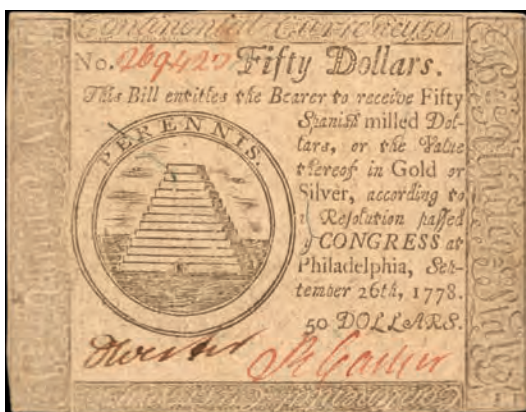 Continental Currency
No. 269427 Fifty Dollars.
This Bill entitles the Bearer to receive Fifty
Spanish milled Dol-
lars, or the Value
thereof in Gold or
Silver, according to
a Resolution passed
by CONGRESS at
Philadelphia, Sep-
tember 26th, 1778.
50 DOLLARS.
PERENNIS.